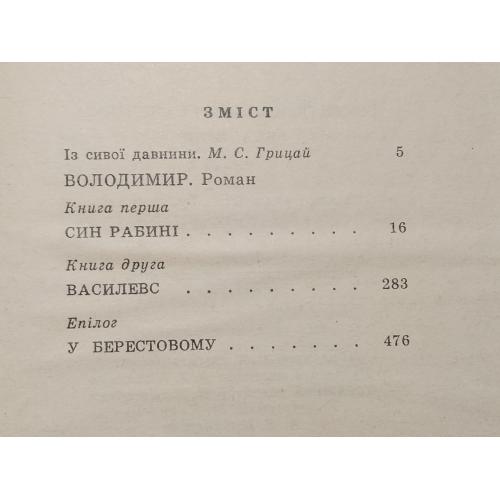 ЗМІСТ
Із сивої давнини. М. С. Грицай 5
ВОЛОДИМИР. Роман
Книга перша
СИН РАБИНІ . . . . . . . . . 16
Книга друга
ВАСИЛЕВС . . . . . . . . . 283
Епілог
У БЕРЕСТОВОМУ . . . . . . . 476